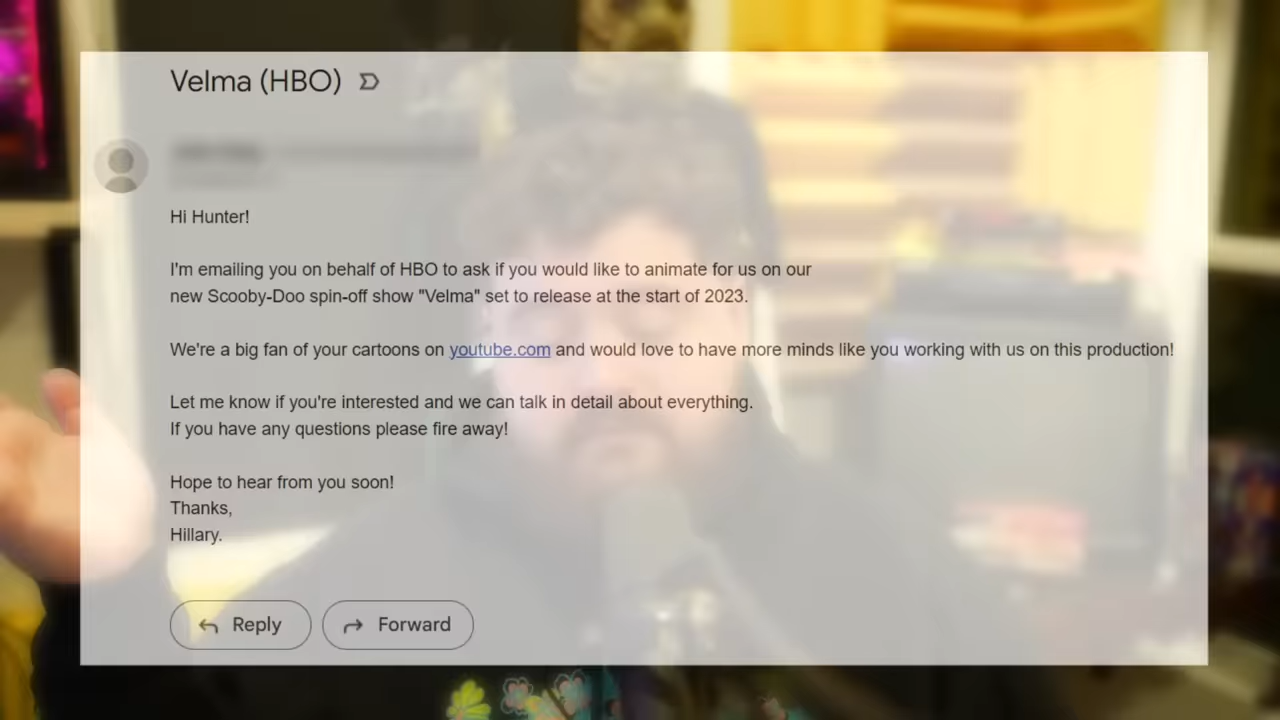 Velma (HBO)
Hi Hunter!
I'm emailing you on behalf of HBO to ask if you would like to animate for us on our
new Scooby-Doo spin-off show "Velma" set to release at the start of 2023.
We're a big fan of your cartoons on youtube.com and would love to have more minds like you working with us on this production!
Let me know if you're interested and we can talk in detail about everything.
If you have any questions please fire away!
Hope to hear from you soon!
Thanks,
Hillary.
Reply
Forward